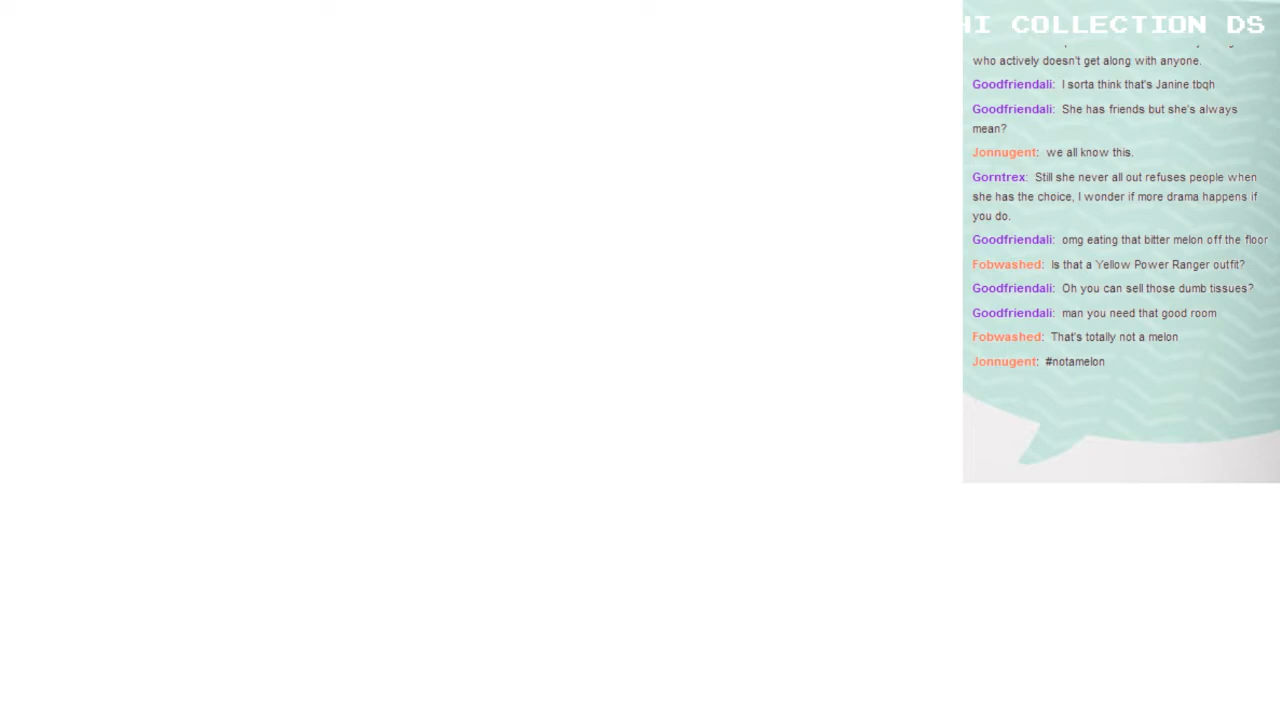 COLLECTION DS
who actively doesn't get along with anyone.
Goodfriendali: I sorta think that's Janine tbqh
Goodfriendali: She has friends but she's always
mean?
Jonnugent: we all know this.
Gorntrex: Still she never all out refuses people when
she has the choice, I wonder if more drama happens if
you do.
Goodfriendali: omg eating that bitter melon off the floor
Fobwashed: Is that a Yellow Power Ranger outfit?
Goodfriendali: Oh you can sell those dumb tissues?
Goodfriendali: man you need that good room
Fobwashed: That's totally not a melon
Jonnugent: #notamelon